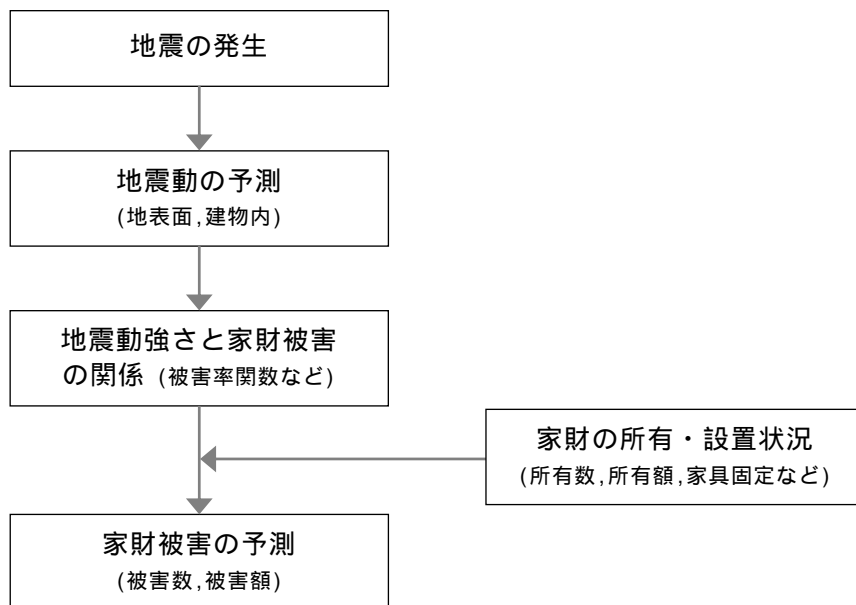 地震の発生
地震動の予測
(地表面,建物内)
地震動強さと家財被害
の関係 (被害率関数など)
家財の所有・設置状況
(所有数,所有額,家具固定など)
家財被害の予測
(被害数,被害額)